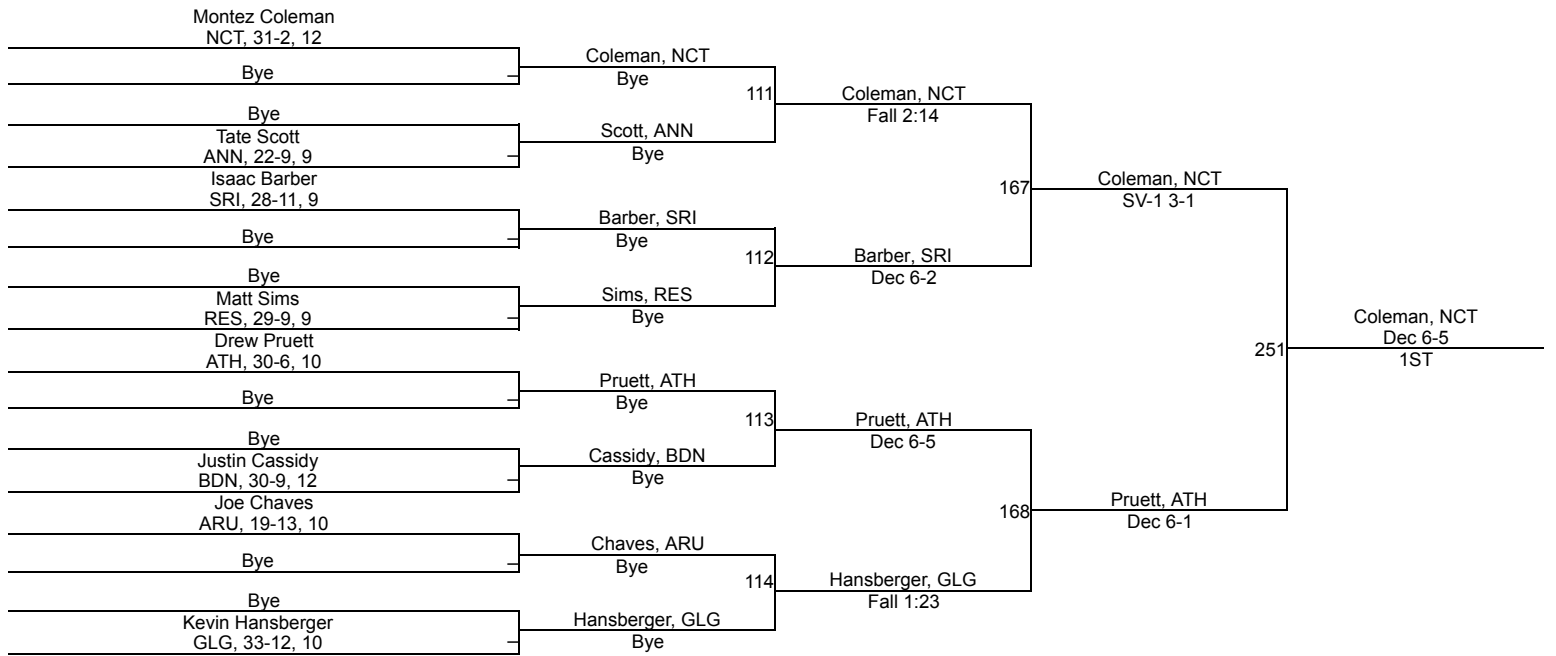 Montez Coleman
NCT, 31-2, 12
Bye
Bye
Tate Scott
ANN, 22-9, 9
Isaac Barber
SRI, 28-11, 9
Bye
Bye
Matt Sims
RES, 29-9, 9
Drew Pruett
ATH, 30-6, 10
Bye
Bye
Justin Cassidy
BDN, 30-9, 12
Joe Chaves
ARU, 19-13, 10
Bye
Bye
Kevin Hansberger
GLG, 33-12, 10
Coleman, NCT
Bye
111
Scott, ANN
Bye
Barber, SRI
Bye
112
Sims, RES
Bye
Pruett, ATH
Bye
113
Cassidy, BDN
Bye
Chaves, ARU
Bye
114
Hansberger, GLG
Bye
Coleman, NCT
Fall 2:14
167
Barber, SRI
Dec 6-2
Pruett, ATH
Dec 6-5
168
Hansberger, GLG
Fall 1:23
Coleman, NCT
SV-1 3-1
251
Pruett, ATH
Dec 6-1
Coleman, NCT
Dec 6-5
1ST